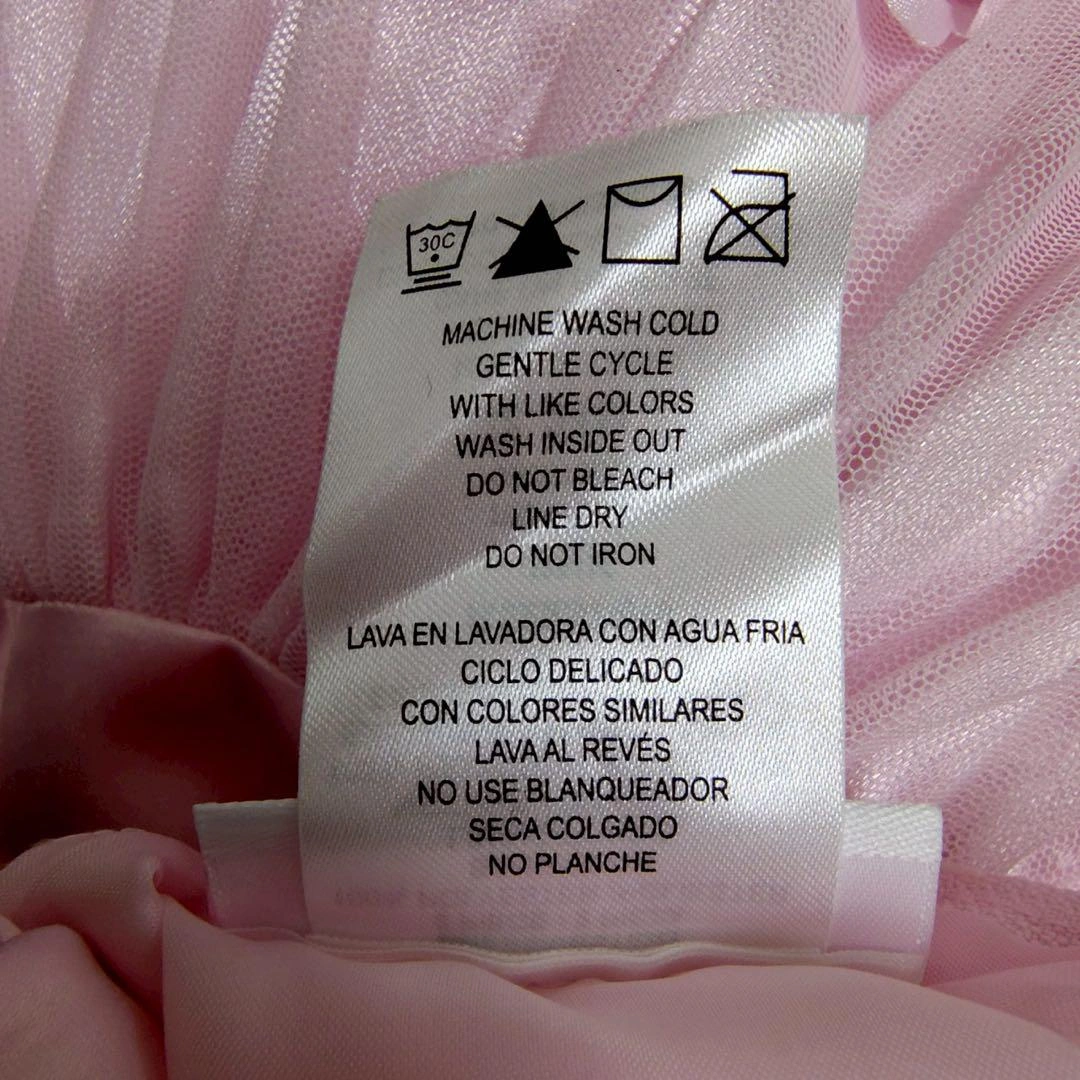 30C
MACHINE WASH COLD
GENTLE CYCLE
WITH LIKE COLORS
WASH INSIDE OUT
DO NOT BLEACH
LINE DRY
DO NOT IRON
LAVA EN LAVADORA CON AGUA FRIA
CICLO DELICADO
CON COLORES SIMILARES
LAVA AL REVÉS
NO USE BLANQUEADOR
SECA COLGADO
NO PLANCHE